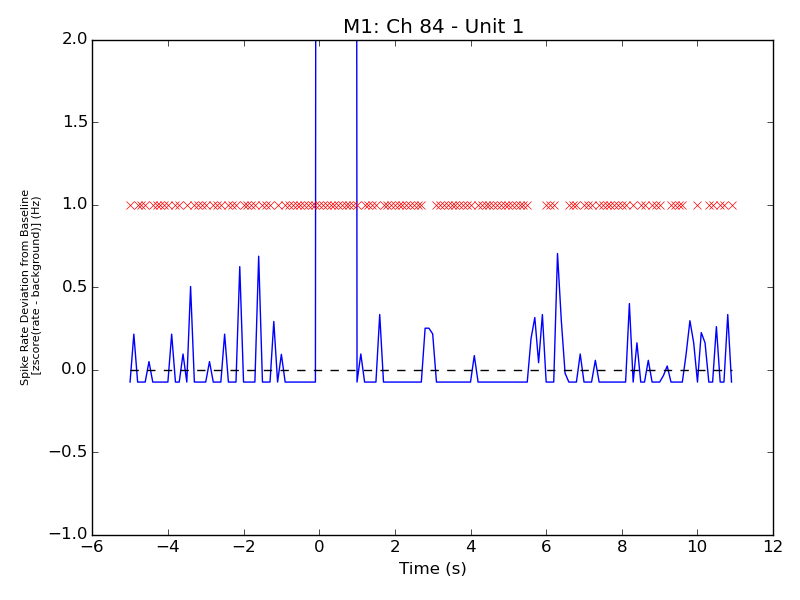 M1: Ch 84 - Unit 1
2.0
1.5
1.0
0.5
0.0
−0.5
−1.0
Spike Rate Deviation from Baseline
[zscore(rate - background)] (Hz)
−6 −4 −2 0 2 4 6 8 10 12
Time (s)